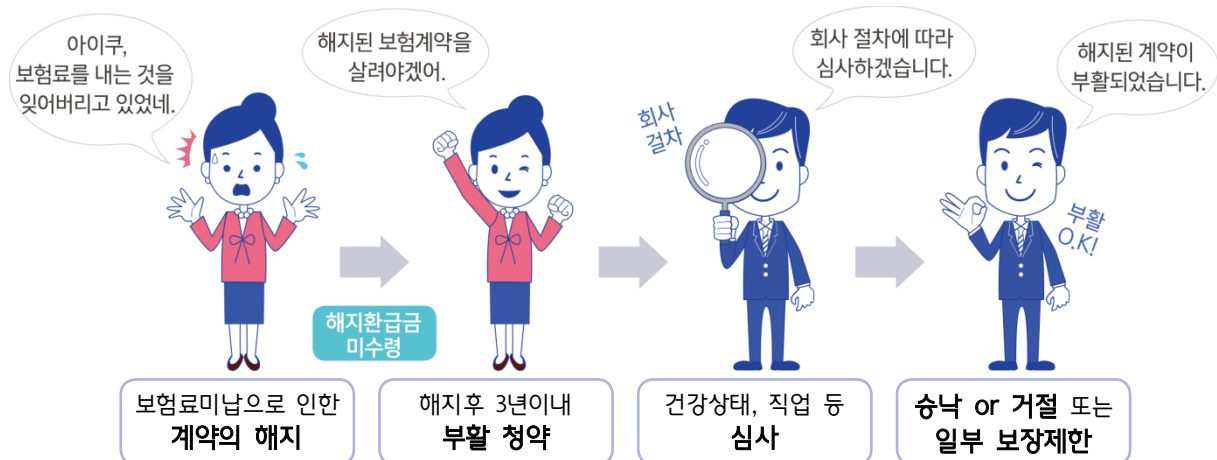 아이쿠,
보험료를 내는 것을
잊어버리고 있었네.
해지된 보험계약을
살려야겠어.
회사 절차에 따라
심사하겠습니다.
해지된 계약이
부활되었습니다.
회사
걸차
부활
O.K!
해지환급금
미수령
보험료미납으로 인한
계약의 해지
해지후 3년이내
부활 청약
건강상태, 직업 등
심사
승낙 or 거절 또는
일부 보장제한